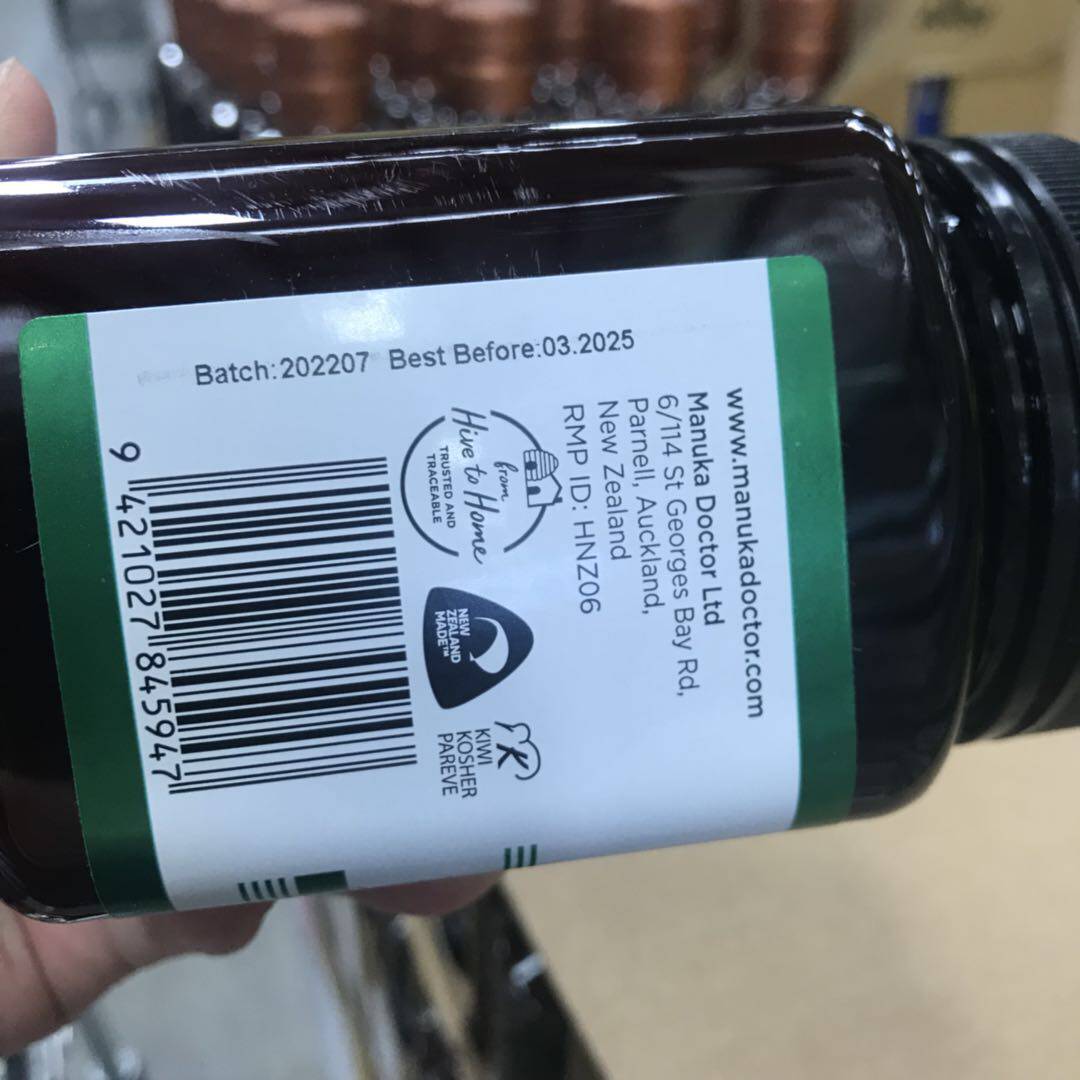 Batch:202207 Best Before:03.2025
www.manukadoctor.com
Manuka Doctor Ltd
6/114 St Georges Bay Rd,
Parnell, Auckland,
New Zealand
RMP ID: HNZ06
from
Hive to Home
TRUSTED AND
TRACEABLE
NEW
ZEALAND
MADE™
K
KIWI
KOSHER
PAREVE
9 421027 845947